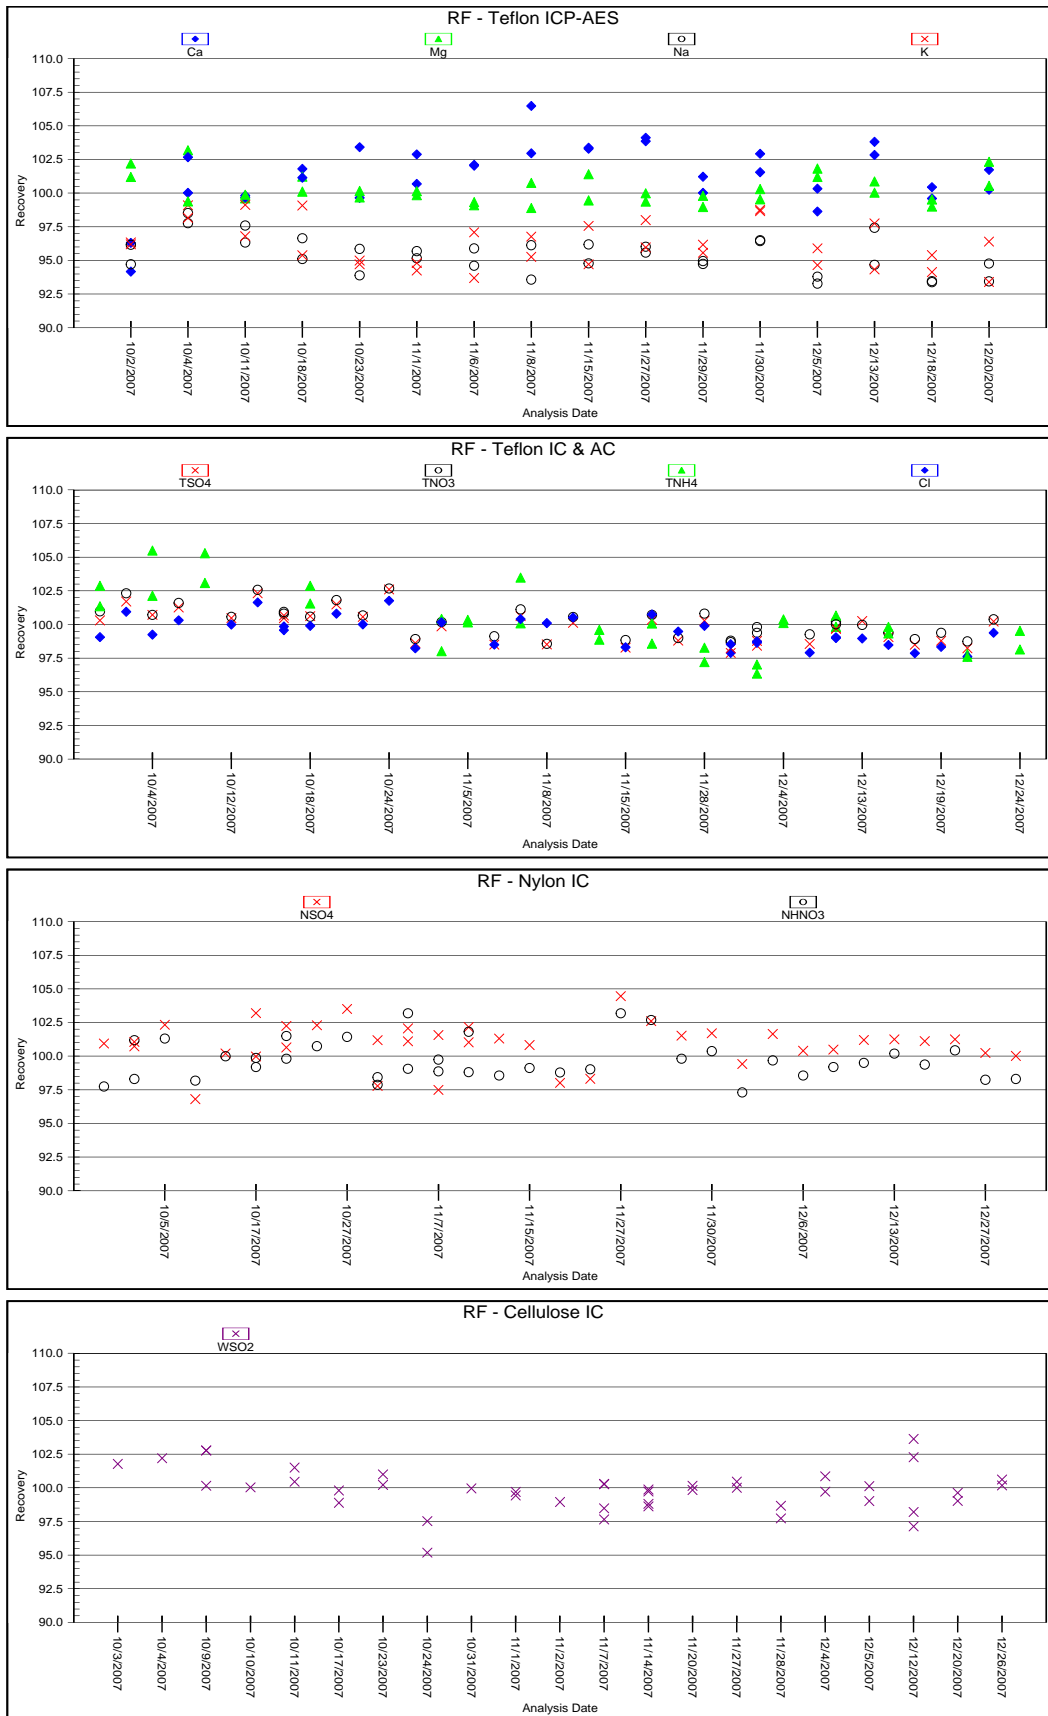 RF - Teflon ICP-AES
Ca Mg Na K
100.0
107.5
105.0
102.5
100.0
97.5
95.0
92.5
90.0
Recovery
10/2/2007 10/4/2007 10/11/2007 10/18/2007 10/23/2007 11/1/2007 11/6/2007 11/8/2007 11/15/2007 11/27/2007 11/29/2007 11/30/2007 12/5/2007 12/13/2007 12/18/2007 12/20/2007
Analysis Date
RF - Teflon IC & AC
TSO4 TNO3 TNH4 Cl
110.0
107.5
105.0
102.5
100.0
97.5
95.0
92.5
90.0
Recovery
10/4/2007 10/12/2007 10/18/2007 10/24/2007 11/5/2007 11/8/2007 11/15/2007 11/28/2007 12/4/2007 12/13/2007 12/19/2007 12/24/2007
Analysis Date
RF - Nylon IC
NSO4 NHNO3
110.0
107.5
105.0
102.5
100.0
97.5
95.0
92.5
90.0
Recovery
10/5/2007 10/17/2007 10/27/2007 11/7/2007 11/15/2007 11/27/2007 11/30/2007 12/6/2007 12/13/2007 12/27/2007
Analysis Date
RF - Cellulose IC
WSO2
110.0
107.5
105.0
102.5
100.0
97.5
95.0
92.5
90.0
Recovery
10/3/2007 10/4/2007 10/9/2007 10/10/2007 10/11/2007 10/17/2007 10/23/2007 10/24/2007 10/31/2007 11/1/2007 11/2/2007 11/7/2007 11/14/2007 11/20/2007 11/27/2007 11/28/2007 12/4/2007 12/5/2007 12/12/2007 12/20/2007 12/26/2007
Analysis Date